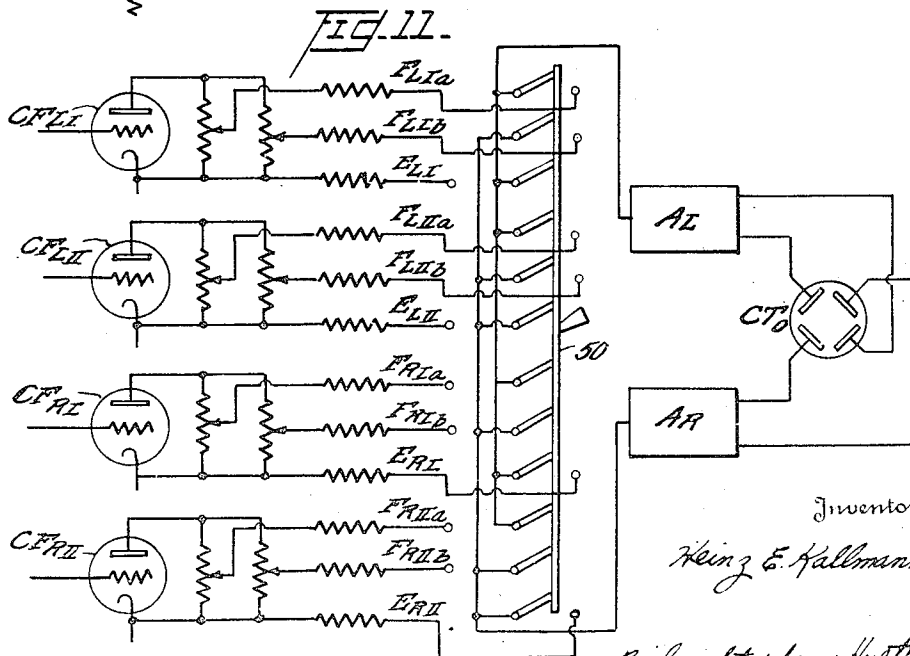 Fig. 11.
CF_LI
F_LIa
F_LIb
E_LI
CF_LII
F_LIIa
F_LIIb
E_LII
CF_RI
F_RIa
F_RIb
E_RI
CF_RII
F_RIIa
F_RIIb
E_RII
50
A_L
CT_0
A_R
Invento
Heinz E. Kallman